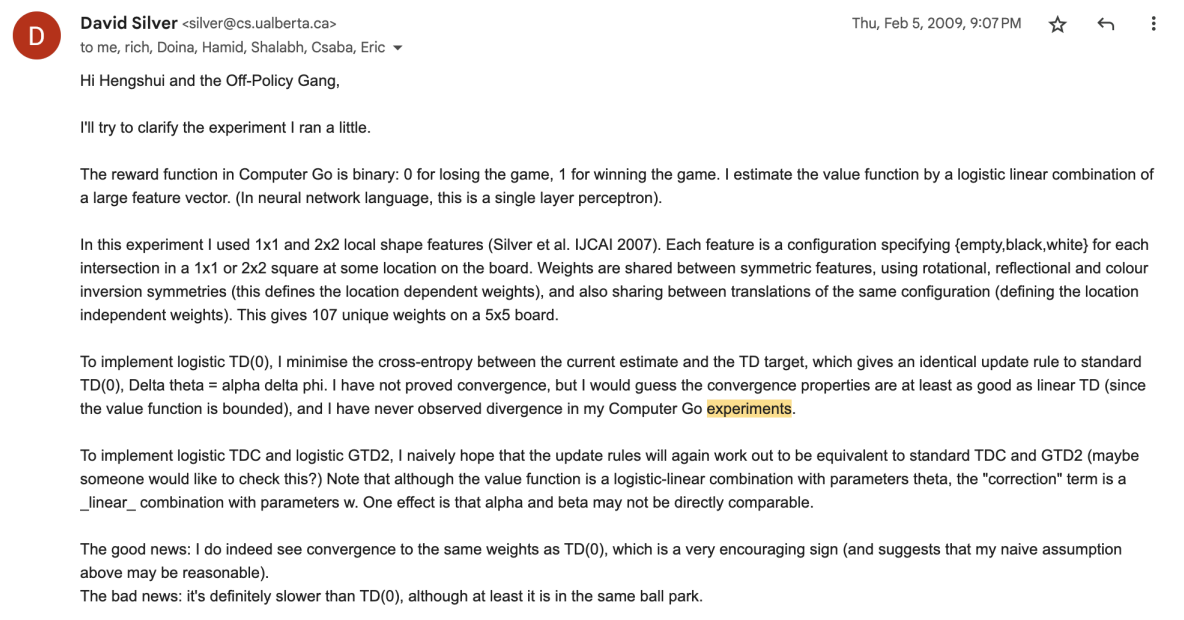 D
David Silver <silver@cs.ualberta.ca>
Thu, Feb 5, 2009, 9:07 PM
to me, rich, Doina, Hamid, Shalabh, Csaba, Eric
Hi Hengshui and the Off-Policy Gang,
I'll try to clarify the experiment I ran a little.
The reward function in Computer Go is binary: 0 for losing the game, 1 for winning the game. I estimate the value function by a logistic linear combination of
a large feature vector. (In neural network language, this is a single layer perceptron).
In this experiment I used 1x1 and 2x2 local shape features (Silver et al. IJCAI 2007). Each feature is a configuration specifying {empty,black,white} for each
intersection in a 1x1 or 2x2 square at some location on the board. Weights are shared between symmetric features, using rotational, reflectional and colour
inversion symmetries (this defines the location dependent weights), and also sharing between translations of the same configuration (defining the location
independent weights). This gives 107 unique weights on a 5x5 board.
To implement logistic TD(0), I minimise the cross-entropy between the current estimate and the TD target, which gives an identical update rule to standard
TD(0), Delta theta = alpha delta phi. I have not proved convergence, but I would guess the convergence properties are at least as good as linear TD (since
the value function is bounded), and I have never observed divergence in my Computer Go experiments.
To implement logistic TDC and logistic GTD2, I naively hope that the update rules will again work out to be equivalent to standard TDC and GTD2 (maybe
someone would like to check this?) Note that although the value function is a logistic-linear combination with parameters theta, the "correction" term is a
_linear_ combination with parameters w. One effect is that alpha and beta may not be directly comparable.
The good news: I do indeed see convergence to the same weights as TD(0), which is a very encouraging sign (and suggests that my naive assumption
above may be reasonable).
The bad news: it's definitely slower than TD(0), although at least it is in the same ball park.